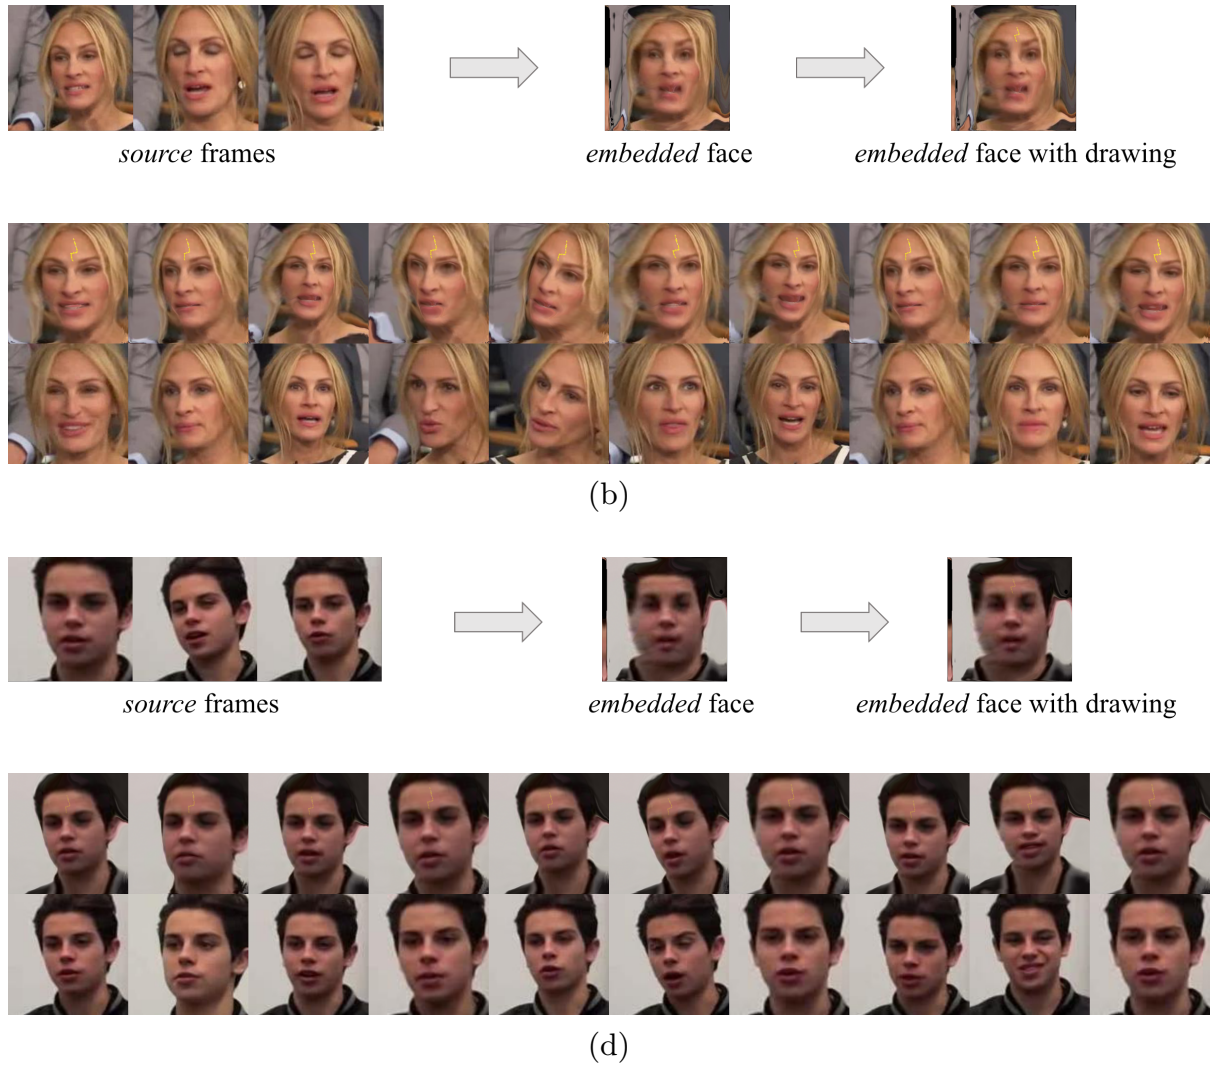 source frames
embedded face
embedded face with drawing
(b)
source frames
embedded face
embedded face with drawing
(d)